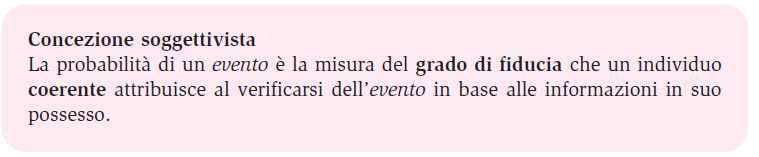 Concezione soggettivista
La probabilità di un evento è la misura del grado di fiducia che un individuo
coerente attribuisce al verificarsi dell’evento in base alle informazioni in suo
possesso.